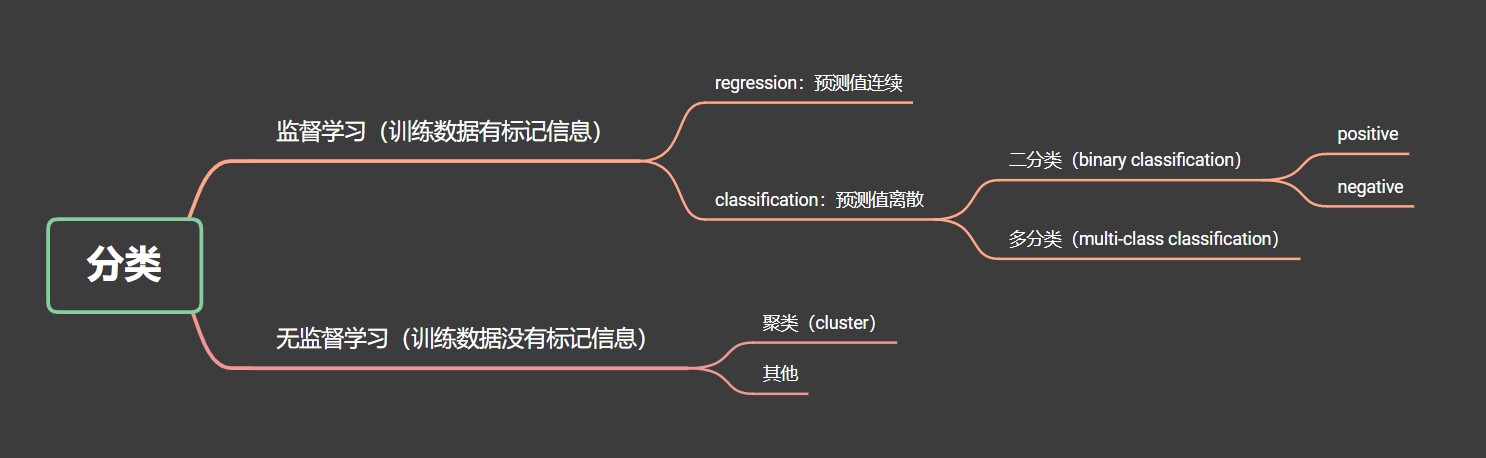 分类
监督学习（训练数据有标记信息）
regression：预测值连续
classification：预测值离散
二分类（binary classification）
positive
negative
多分类（multi-class classification）
无监督学习（训练数据没有标记信息）
聚类（cluster）
其他